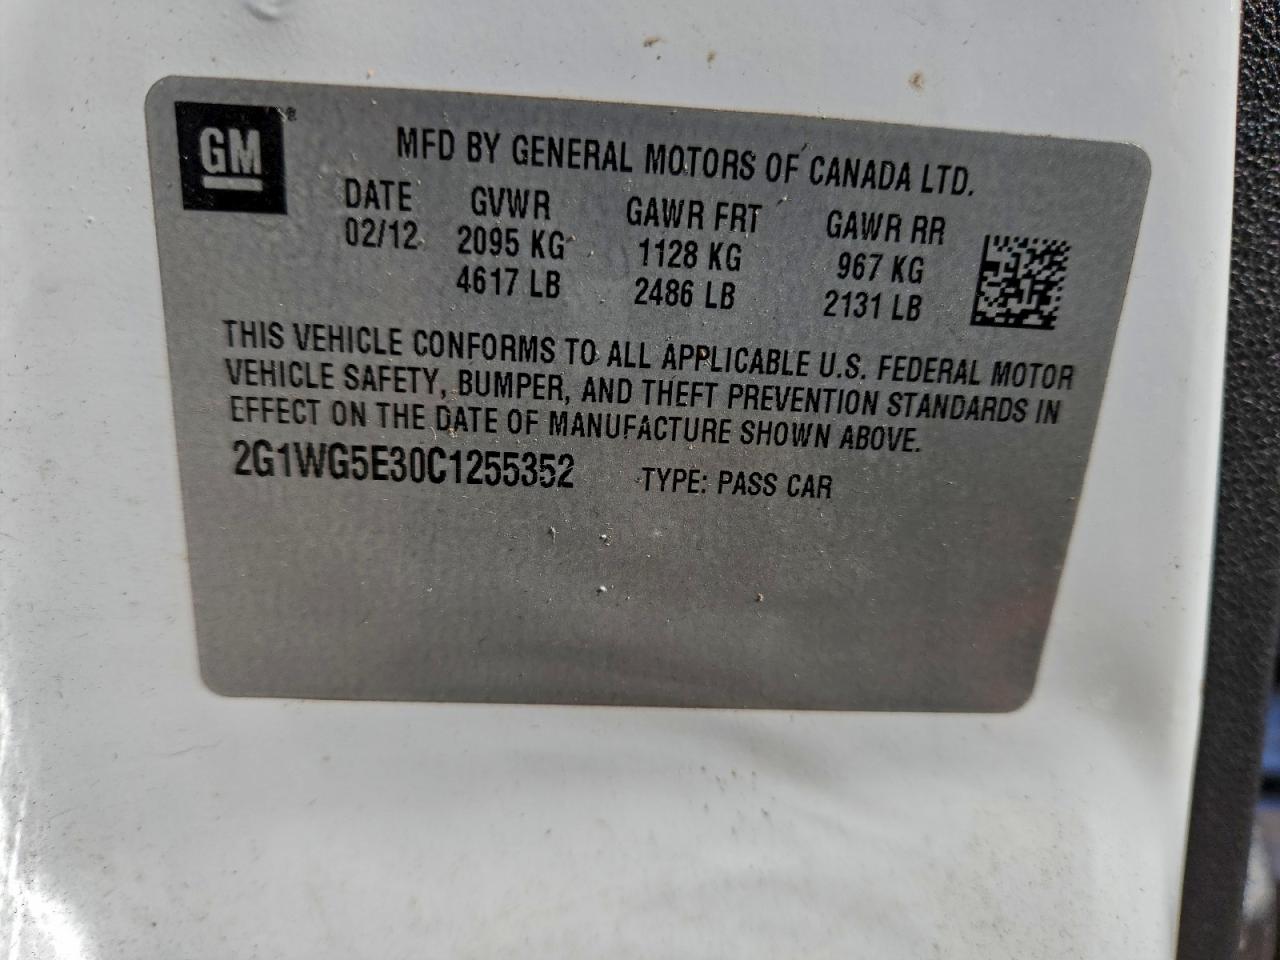 GM
MFD BY GENERAL MOTORS OF CANADA LTD.
DATE GVWR GAWR FRT GAWR RR
02/12 2095 KG 1128 KG 967 KG
4617 LB 2486 LB 2131 LB
THIS VEHICLE CONFORMS TO ALL APPLICABLE U.S. FEDERAL MOTOR
VEHICLE SAFETY, BUMPER, AND THEFT PREVENTION STANDARDS IN
EFFECT ON THE DATE OF MANUFACTURE SHOWN ABOVE.
2G1WG5E30C1255352 TYPE: PASS CAR